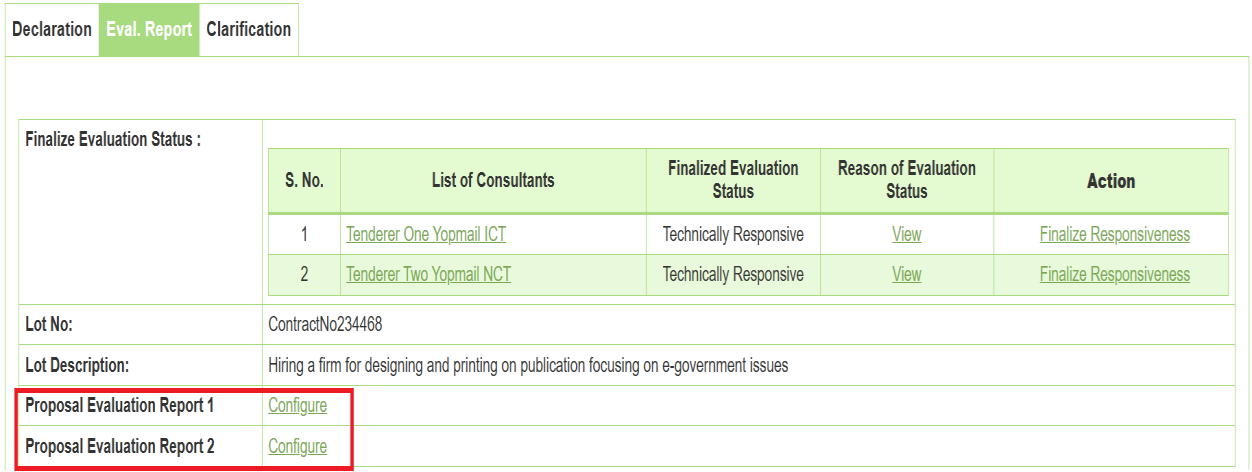 Declaration Eval. Report Clarification
Finalize Evaluation Status :
S. No. List of Consultants Finalized Evaluation Status Reason of Evaluation Status Action
1 Tenderer One Yopmail ICT Technically Responsive View Finalize Responsiveness
2 Tenderer Two Yopmail NCT Technically Responsive View Finalize Responsiveness
Lot No: ContractNo234468
Lot Description: Hiring a firm for designing and printing on publication focusing on e-government issues
Proposal Evaluation Report 1 Configure
Proposal Evaluation Report 2 Configure